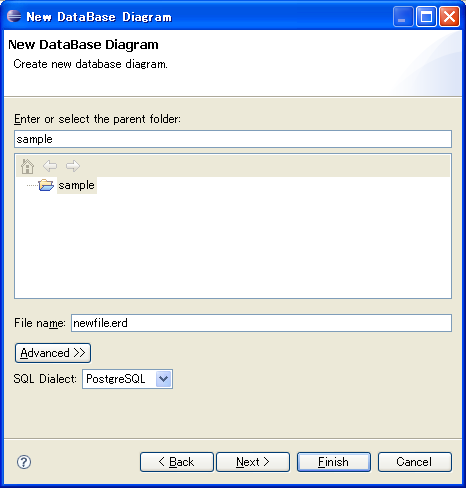 New DataBase Diagram
New DataBase Diagram
Create new database diagram.
Enter or select the parent folder:
sample
sample
File name: newfile.erd
Advanced >>
SQL Dialect: PostgreSQL
? < Back Next > Finish Cancel